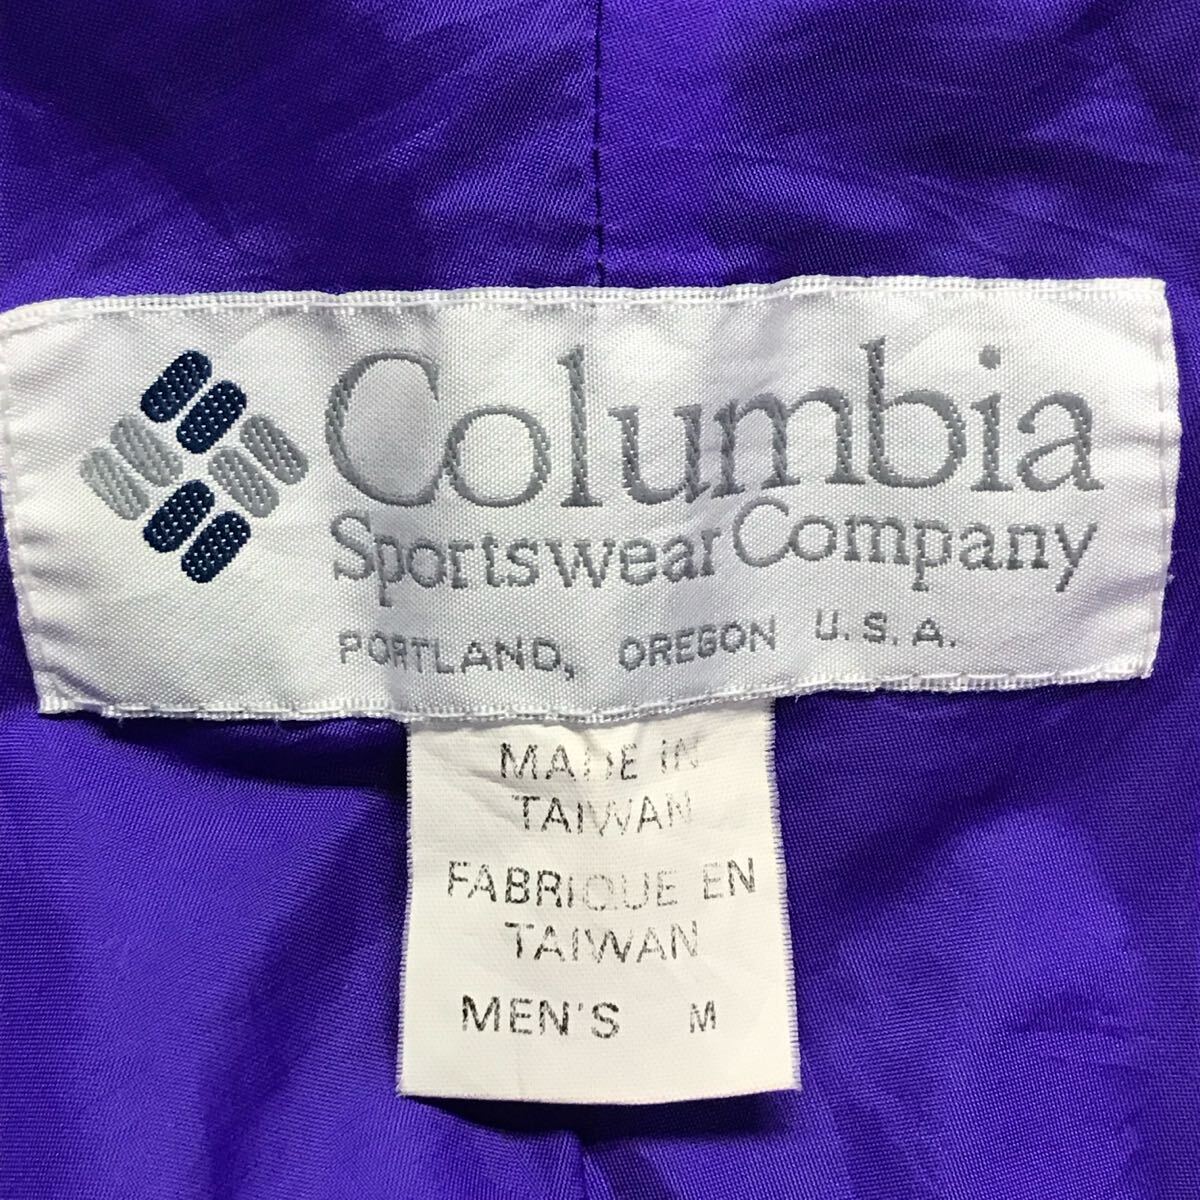 Columbia
Sportswear Company
PORTLAND, OREGON U.S.A.
MADE IN
TAIWAN
FABRIQUE EN
TAIWAN
MEN'S M